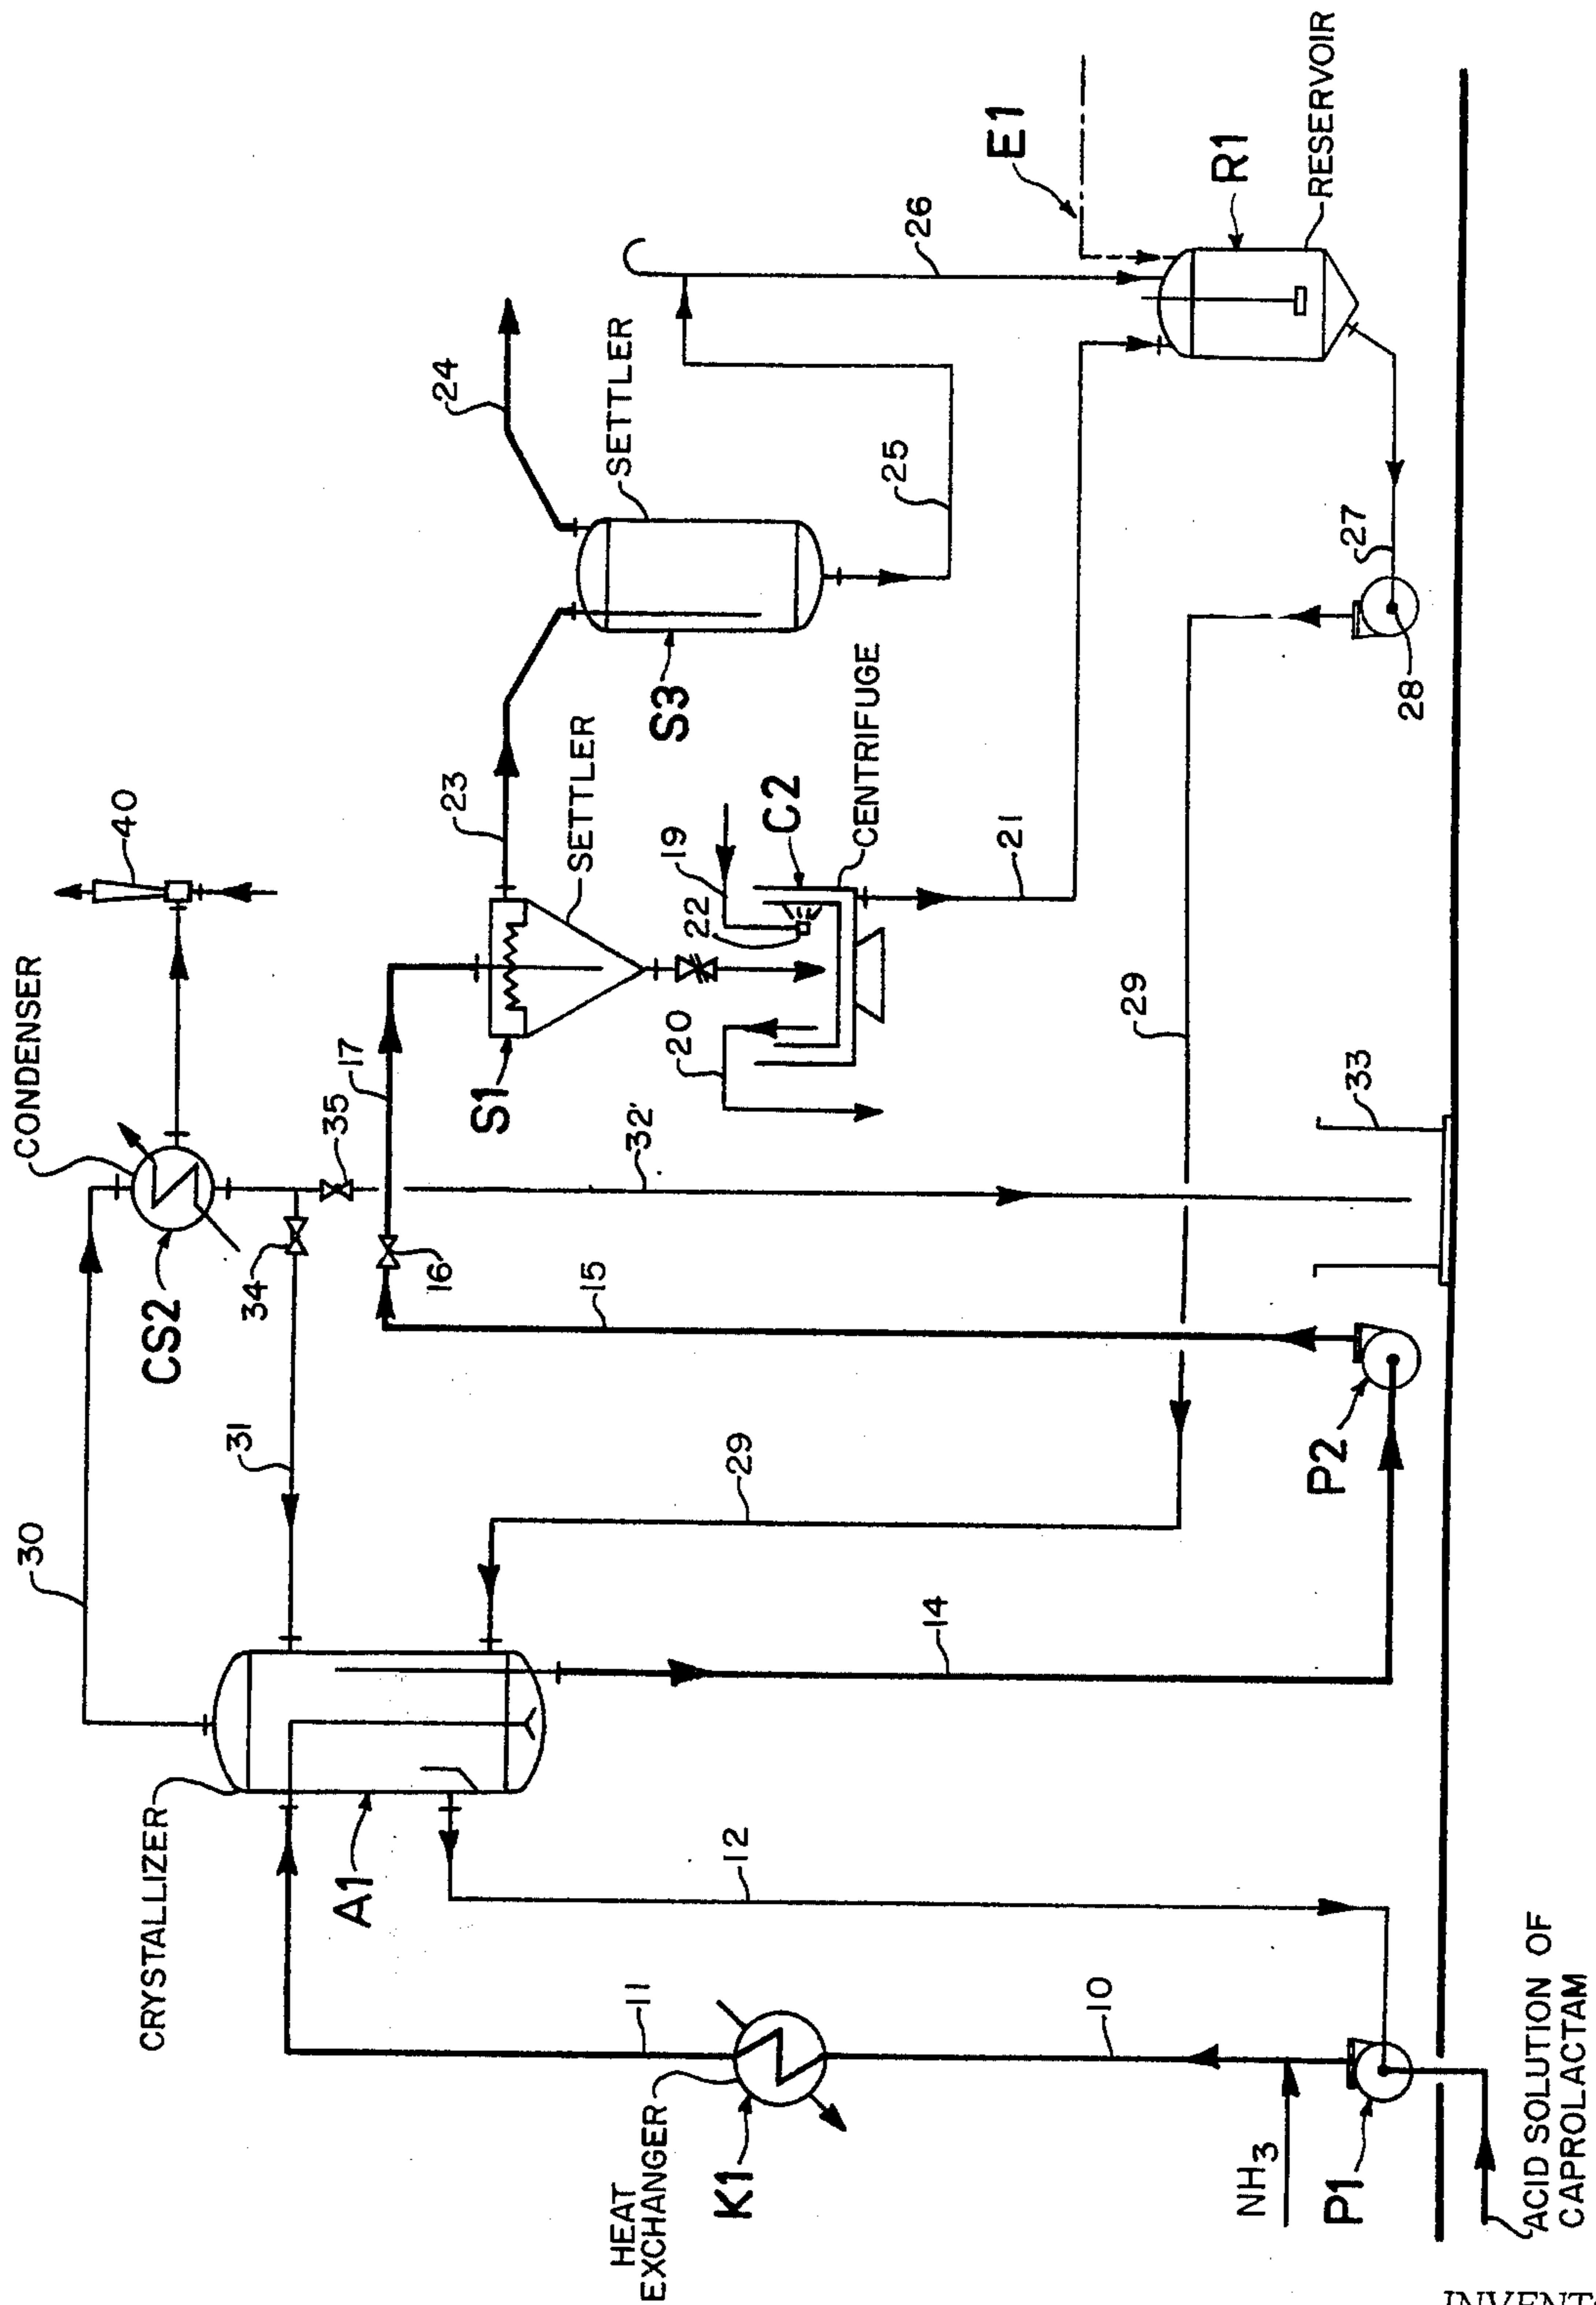 CONDENSER
40
30
CS2
34
35
31
17
16
S1
23
SETTLER
24
SETTLER
S3
CRYSTALLIZER
A1
12
11
HEAT
EXCHANGER
K1
10
NH3
P1
ACID SOLUTION OF
CAPROLACTAM
14
29
15
P2
32'
33
29
20
22
19
C2
CENTRIFUGE
21
25
26
E1
R1
RESERVOIR
27
28
INVENT